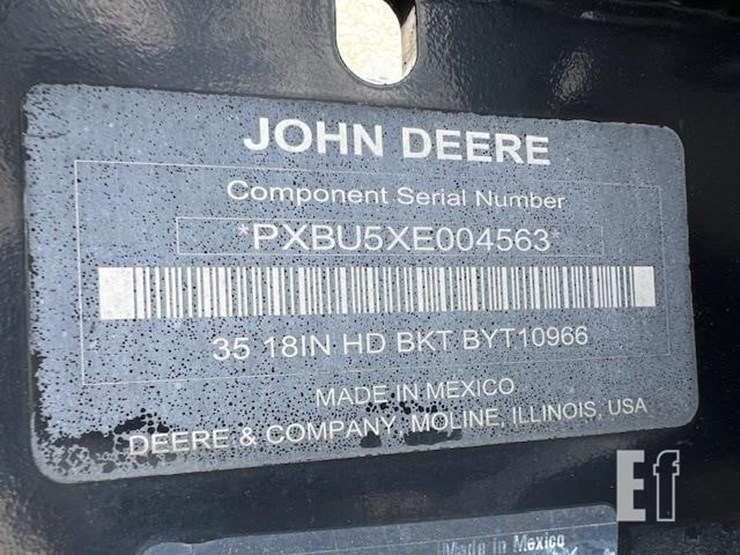 JOHN DEERE
Component Serial Number
*PXBU5XE004563*
35 18IN HD BKT BYT10966
MADE IN MEXICO
DEERE & COMPANY, MOLINE, ILLINOIS, USA
Ef
Made in Mexico